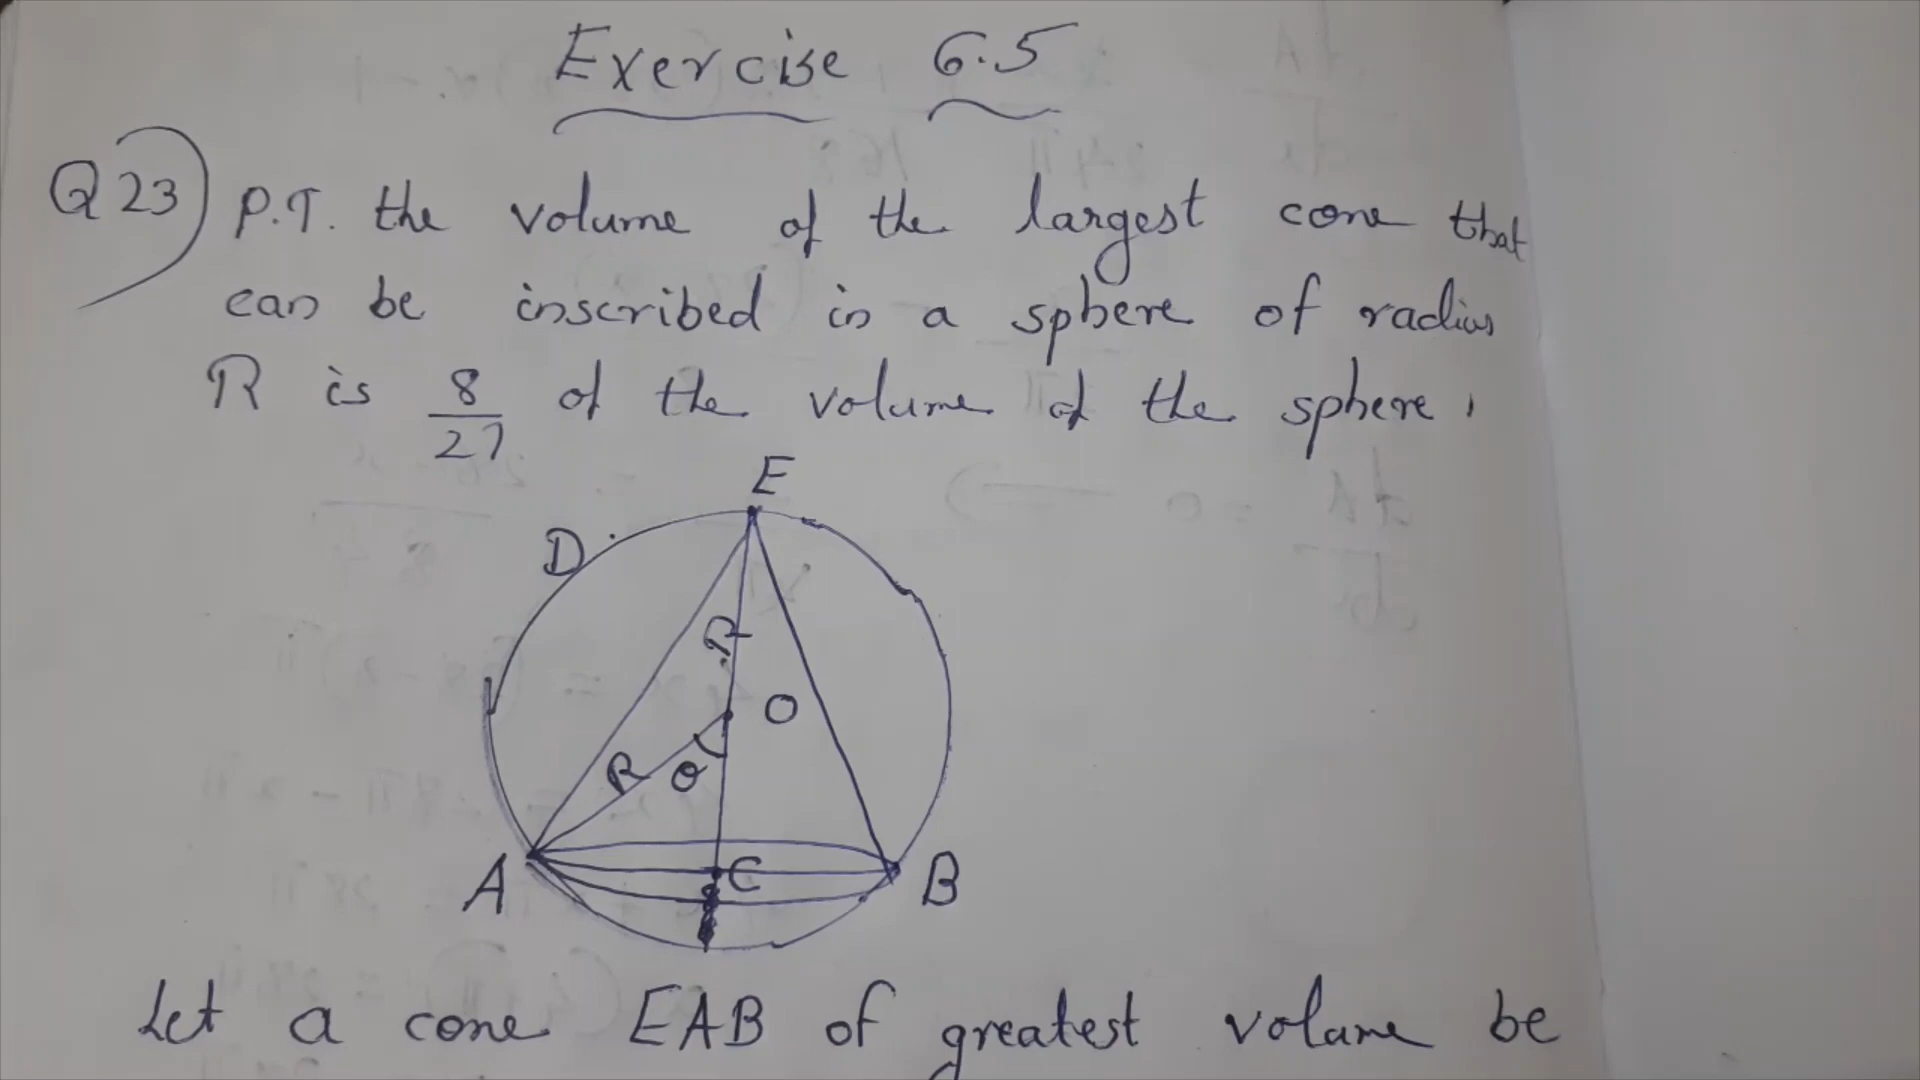 Exercise 6.5
Q23) P.T. the volume of the largest cone that
can be inscribed in a sphere of radius
R is 8/27 of the volume of the sphere.
E
D
R
O
R θ
A C B
Let a cone EAB of greatest volume be